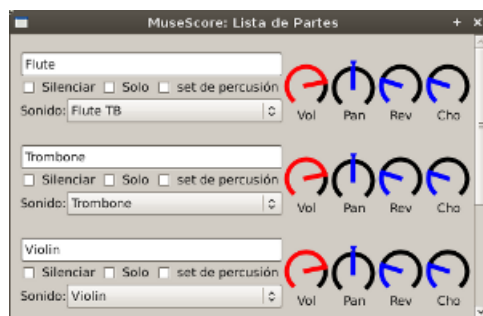 MuseScore: Lista de Partes
Flute
Silenciar Solo set de percusión
Sonido: Flute TB
Vol Pan Rev Cho
Trombone
Silenciar Solo set de percusión
Sonido: Trombone
Vol Pan Rev Cho
Violin
Silenciar Solo set de percusión
Sonido: Violin
Vol Pan Rev Cho